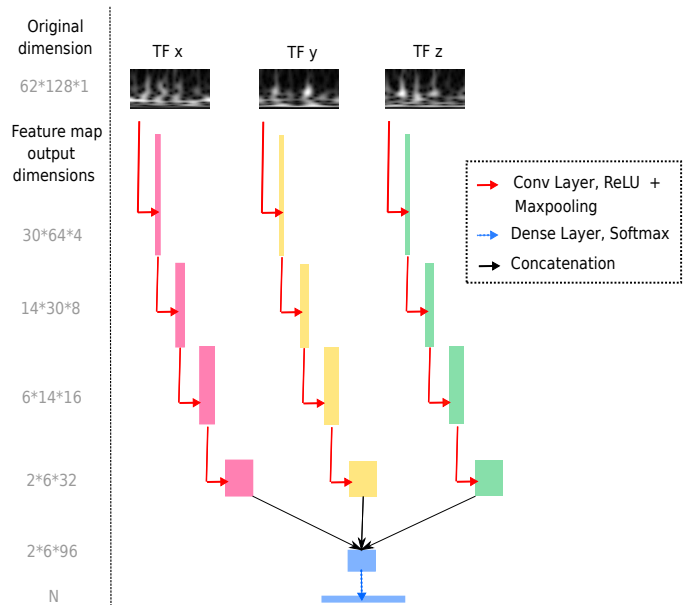 Original
dimension
TF x
TF y
TF z
62*128*1
Feature map
output
dimensions
30*64*4
14*30*8
6*14*16
2*6*32
2*6*96
N
Conv Layer, ReLU +
Maxpooling
Dense Layer, Softmax
Concatenation